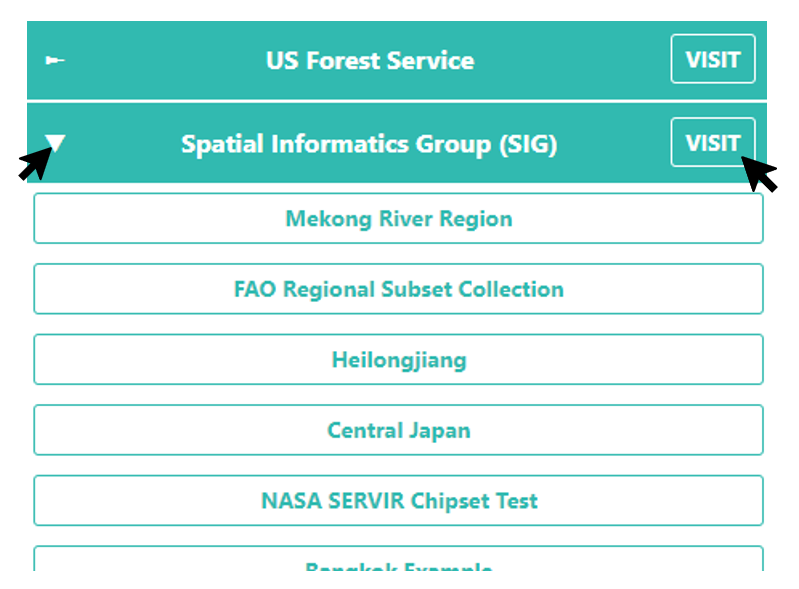 US Forest Service VISIT
Spatial Informatics Group (SIG) VISIT
Mekong River Region
FAO Regional Subset Collection
Heilongjiang
Central Japan
NASA SERVIR Chipset Test
Bangkok Example